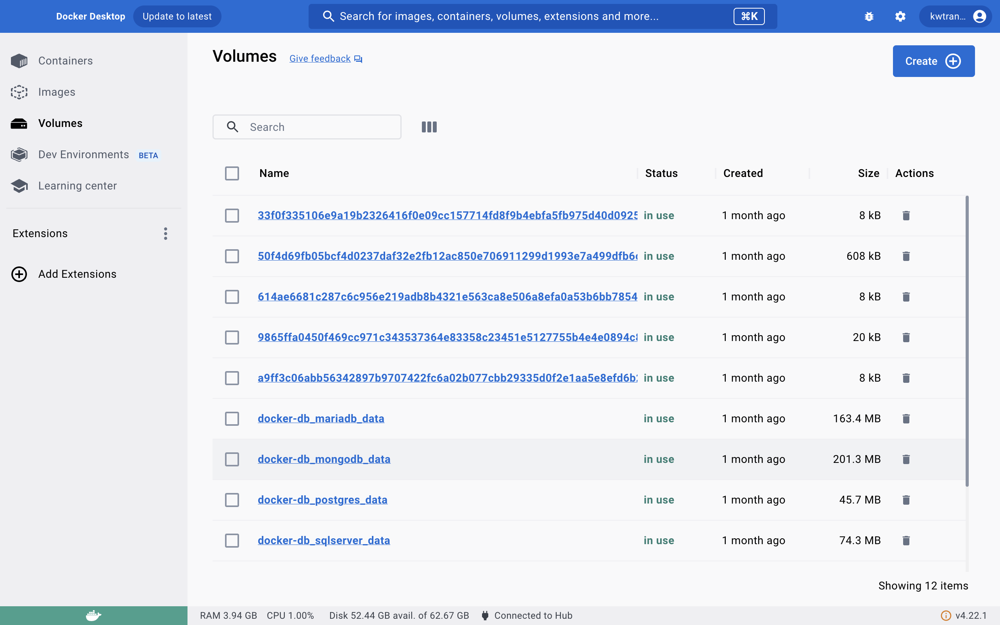 Docker Desktop Update to latest Search for images, containers, volumes, extensions and more... ⌘K kwtran...
Containers
Images
Volumes
Dev Environments BETA
Learning center
Extensions
Add Extensions
Volumes Give feedback Create
Search
Name Status Created Size Actions
33f0f335106e9a19b2326416f0e09cc157714fd8f9b4ebfa5fb975d40d0925 in use 1 month ago 8 kB
50f4d69fb05bcf4d0237daf32e2fb12ac850e706911299d1993e7a499dfb6 in use 1 month ago 608 kB
614ae6681c287c6c956e219adb8b4321e563ca8e506a8efa0a53b6bb7854 in use 1 month ago 8 kB
9865ffa0450f469cc971c343537364e83358c23451e5127755b4e4e0894c in use 1 month ago 20 kB
a9ff3c06abb56342897b9707422fc6a02b077cbb29335d0f2e1aa5e8efd6b in use 1 month ago 8 kB
docker-db_mariadb_data in use 1 month ago 163.4 MB
docker-db_mongodb_data in use 1 month ago 201.3 MB
docker-db_postgres_data in use 1 month ago 45.7 MB
docker-db_sqlserver_data in use 1 month ago 74.3 MB
Showing 12 items
RAM 3.94 GB CPU 1.00% Disk 52.44 GB avail. of 62.67 GB Connected to Hub v4.22.1